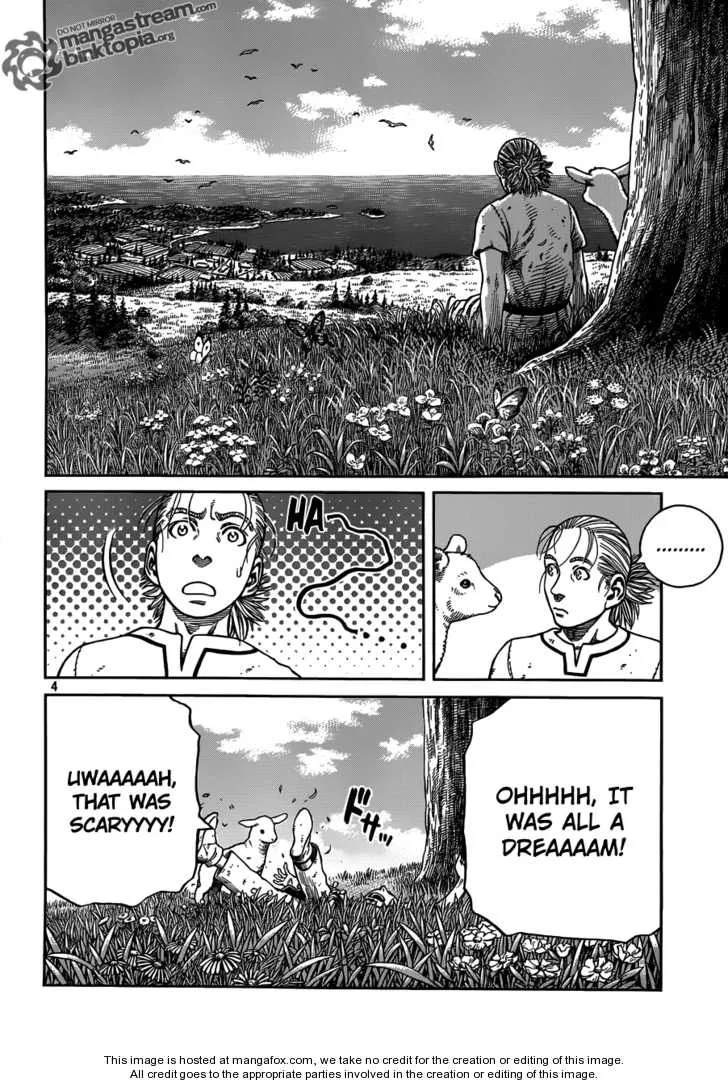 DO NOT MIRROR
mangastream.com
binktopia.org
HA
..........
4
OHHHHH, IT
WAS ALL A
DREAAAAM!
UWAAAAAH,
THAT WAS
SCARYYYY!
ドサ
This image is hosted at mangafox.com, we take no credit for the creation or editing of this image.
All credit goes to the appropriate parties involved in the creation or editing of this image.